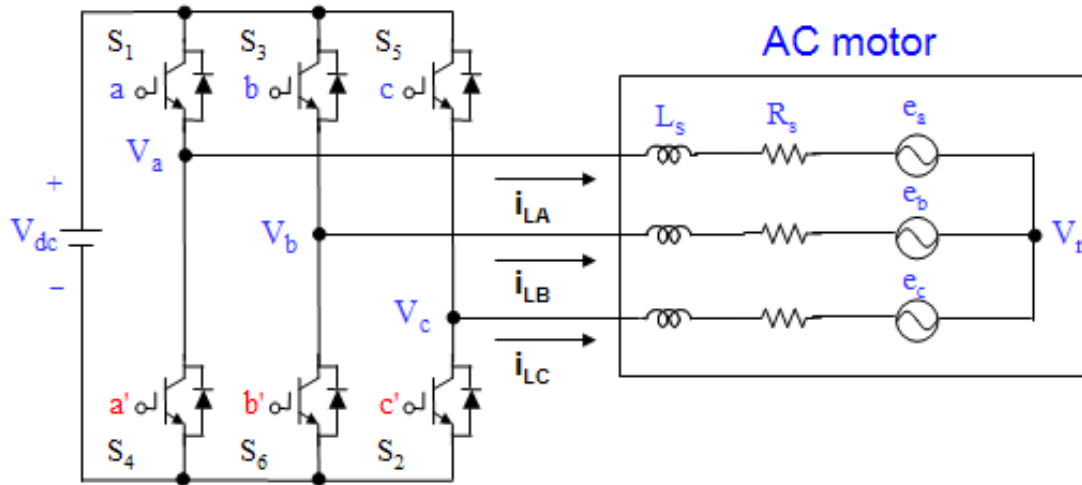 AC motor
S1 S3 S5
a b c
Ls Rs ea
Va
iLA
eb
+
Vdc
Vb
iLB
−
ec
Vc
iLC
a' b' c'
S4 S6 S2